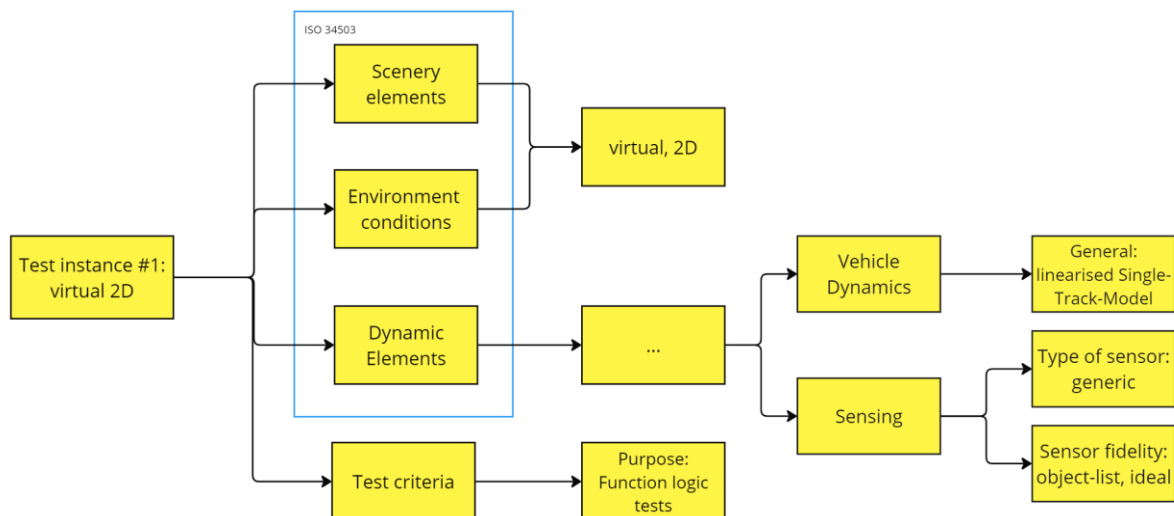 ISO 34503
Scenery
elements
virtual, 2D
Environment
conditions
Test instance #1:
virtual 2D
Vehicle
Dynamics
General:
linearised Single-
Track-Model
Dynamic
Elements
...
Type of sensor:
generic
Sensing
Test criteria
Purpose:
Function logic
tests
Sensor fidelity:
object-list, ideal